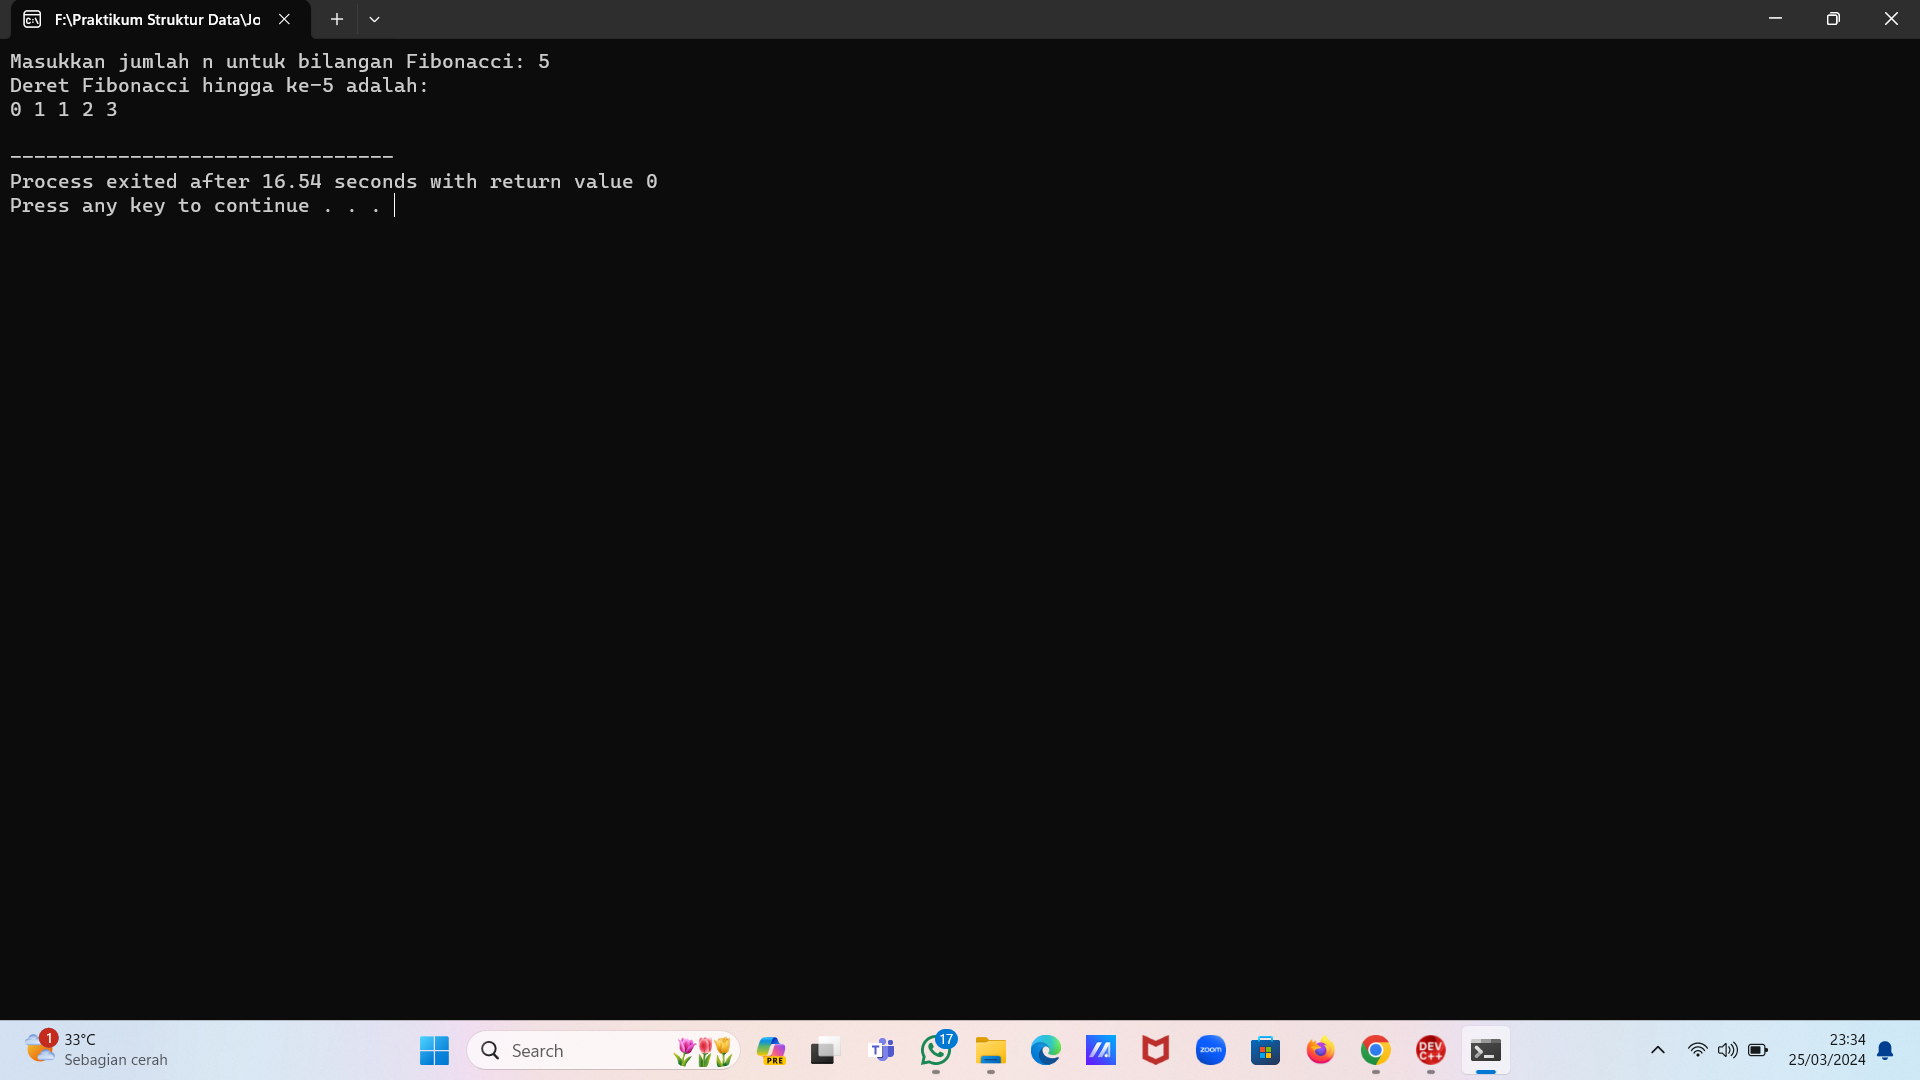 F:\Praktikum Struktur Data\Jo
Masukkan jumlah n untuk bilangan Fibonacci: 5
Deret Fibonacci hingga ke-5 adalah:
0 1 1 2 3
--------------------------------
Process exited after 16.54 seconds with return value 0
Press any key to continue . . .
1
33°C
Sebagian cerah
Search
PRE
T
17
zoom
DEV
C++
23:34
25/03/2024